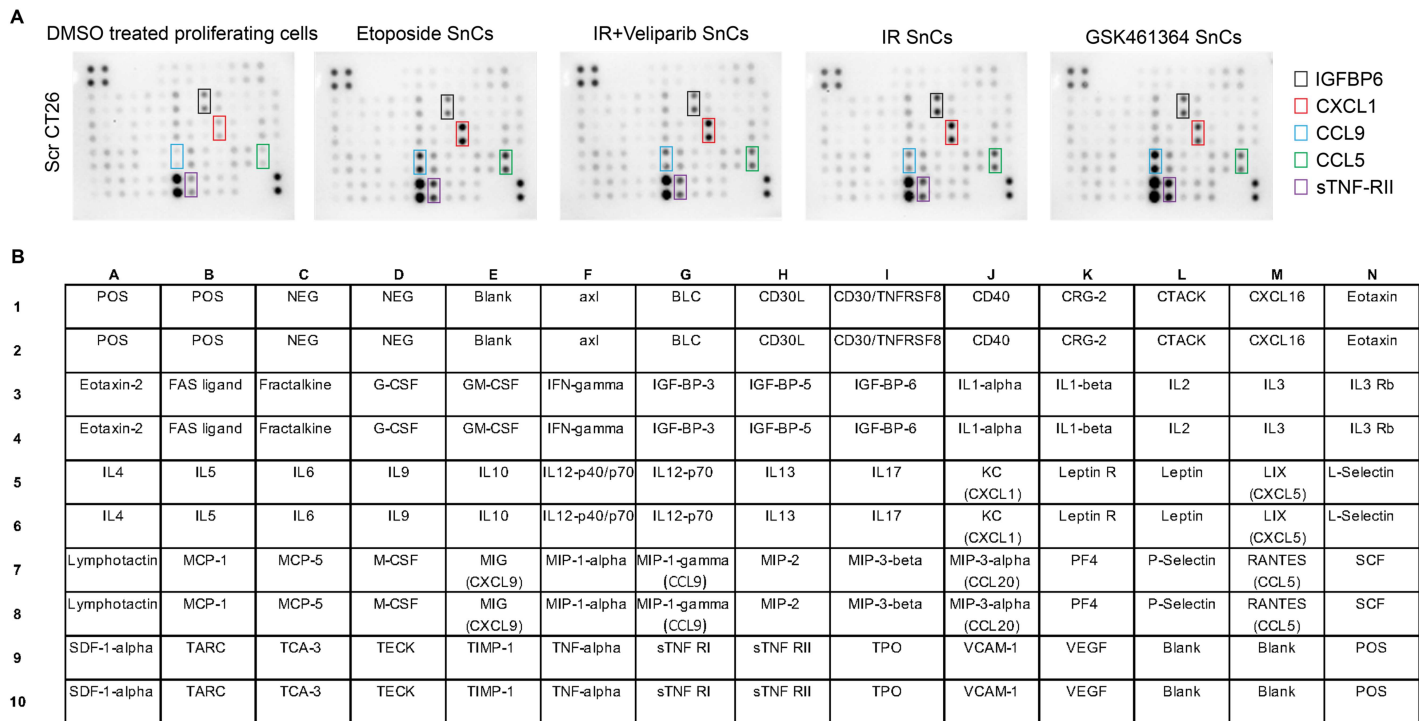 A
DMSO treated proliferating cells Etoposide SnCs IR+Veliparib SnCs IR SnCs GSK461364 SnCs
Scr CT26
IGFBP6
CXCL1
CCL9
CCL5
sTNF-RII
B
A B C D E F G H I J K L M N
1 POS POS NEG NEG Blank axl BLC CD30L CD30/TNFRSF8 CD40 CRG-2 CTACK CXCL16 Eotaxin
2 POS POS NEG NEG Blank axl BLC CD30L CD30/TNFRSF8 CD40 CRG-2 CTACK CXCL16 Eotaxin
3 Eotaxin-2 FAS ligand Fractalkine G-CSF GM-CSF IFN-gamma IGF-BP-3 IGF-BP-5 IGF-BP-6 IL1-alpha IL1-beta IL2 IL3 IL3 Rb
4 Eotaxin-2 FAS ligand Fractalkine G-CSF GM-CSF IFN-gamma IGF-BP-3 IGF-BP-5 IGF-BP-6 IL1-alpha IL1-beta IL2 IL3 IL3 Rb
5 IL4 IL5 IL6 IL9 IL10 IL12-p40/p70 IL12-p70 IL13 IL17 KC Leptin R Leptin LIX L-Selectin
(CXCL1) (CXCL5)
6 IL4 IL5 IL6 IL9 IL10 IL12-p40/p70 IL12-p70 IL13 IL17 KC Leptin R Leptin LIX L-Selectin
(CXCL1) (CXCL5)
7 Lymphotactin MCP-1 MCP-5 M-CSF MIG MIP-1-alpha MIP-1-gamma MIP-2 MIP-3-beta MIP-3-alpha PF4 P-Selectin RANTES SCF
(CXCL9) (CCL9) (CCL20) (CCL5)
8 Lymphotactin MCP-1 MCP-5 M-CSF MIG MIP-1-alpha MIP-1-gamma MIP-2 MIP-3-beta MIP-3-alpha PF4 P-Selectin RANTES SCF
(CXCL9) (CCL9) (CCL20) (CCL5)
9 SDF-1-alpha TARC TCA-3 TECK TIMP-1 TNF-alpha sTNF RI sTNF RII TPO VCAM-1 VEGF Blank Blank POS
10 SDF-1-alpha TARC TCA-3 TECK TIMP-1 TNF-alpha sTNF RI sTNF RII TPO VCAM-1 VEGF Blank Blank POS